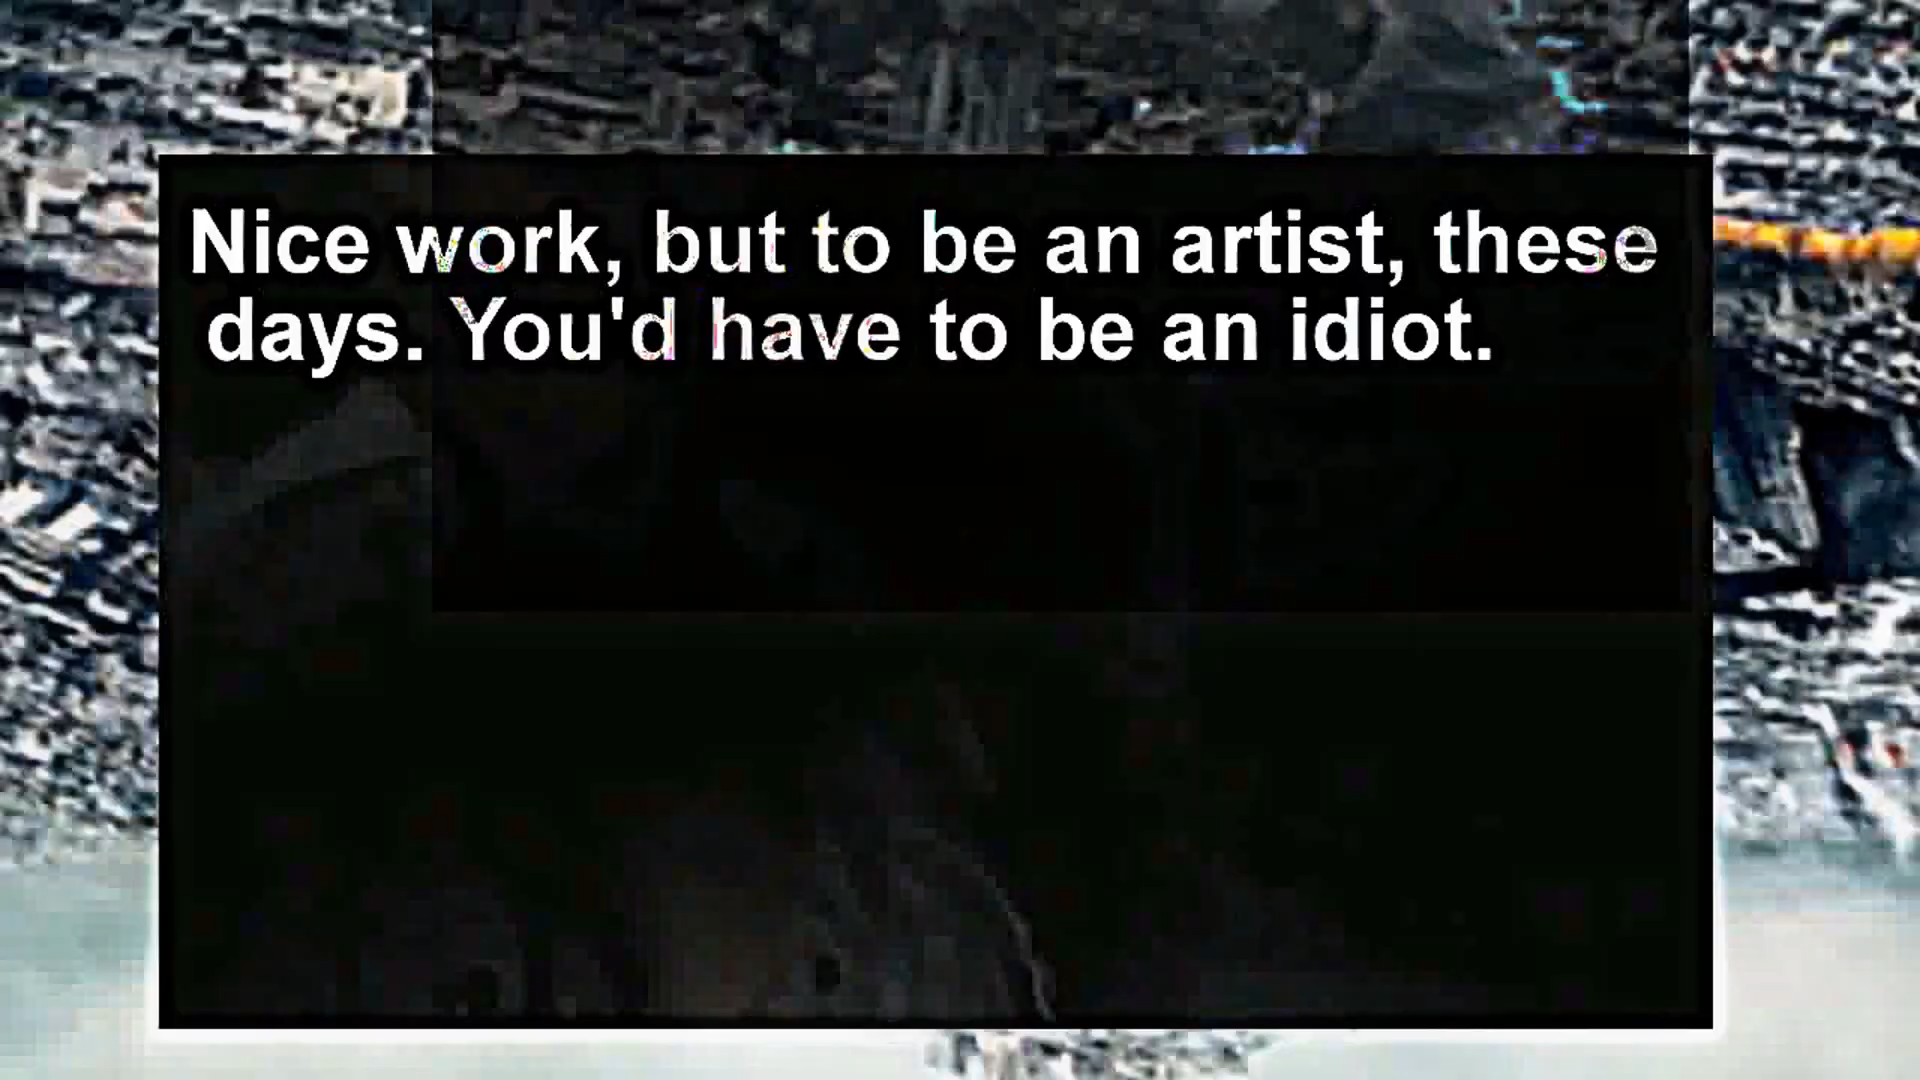 Nice work, but to be an artist, these
days. You'd have to be an idiot.